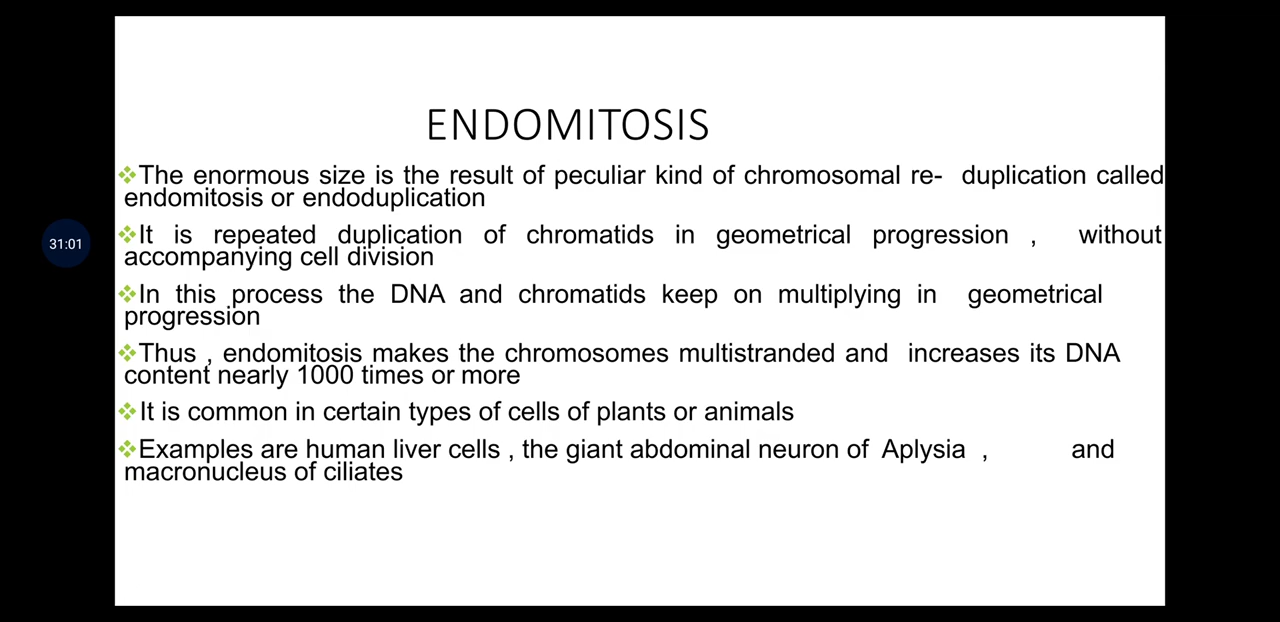 ENDOMITOSIS
❖The enormous size is the result of peculiar kind of chromosomal re- duplication called
endomitosis or endoduplication
31:01
❖It is repeated duplication of chromatids in geometrical progression , without
accompanying cell division
❖In this process the DNA and chromatids keep on multiplying in geometrical
progression
❖Thus , endomitosis makes the chromosomes multistranded and increases its DNA
content nearly 1000 times or more
❖It is common in certain types of cells of plants or animals
❖Examples are human liver cells , the giant abdominal neuron of Aplysia , and
macronucleus of ciliates